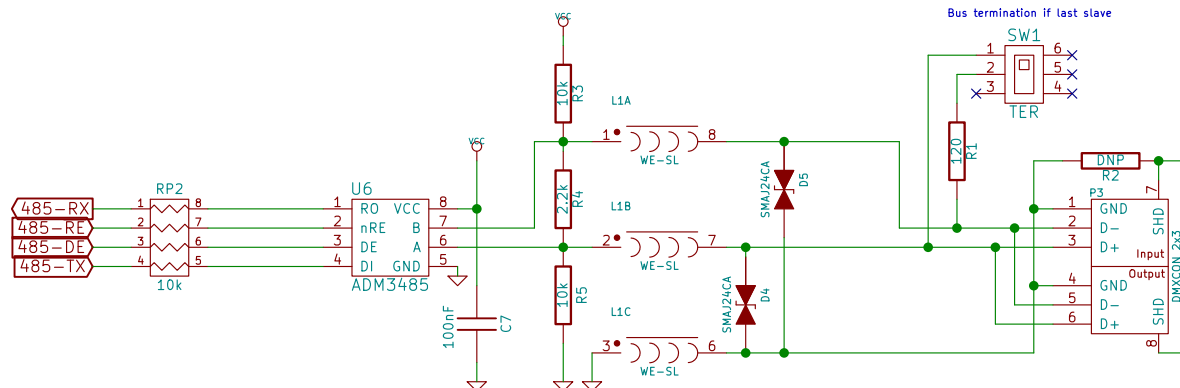 Bus termination if last slave
VCC
SW1
1 6
2 5
3 4
TER
10k R3
L1A
1 8
WE-SL
VCC
120 R1
DNP
R2
SMAJ24CA D5
RP2
U6
2.2k R4
P3
7
485-RX 1 8 1 RO VCC 8
485-RE 2 7 2 nRE B 7
485-DE 3 6 3 DE A 6
485-TX 4 5 4 DI GND 5
10k
ADM3485
L1B
2 7
WE-SL
1 GND SHD
2 D-
3 D+
Input
Output
4 GND
5 D-
6 D+
SHD
8
DMXCON_2x3
10k R5
SMAJ24CA D4
100nF C7
L1C
3 6
WE-SL